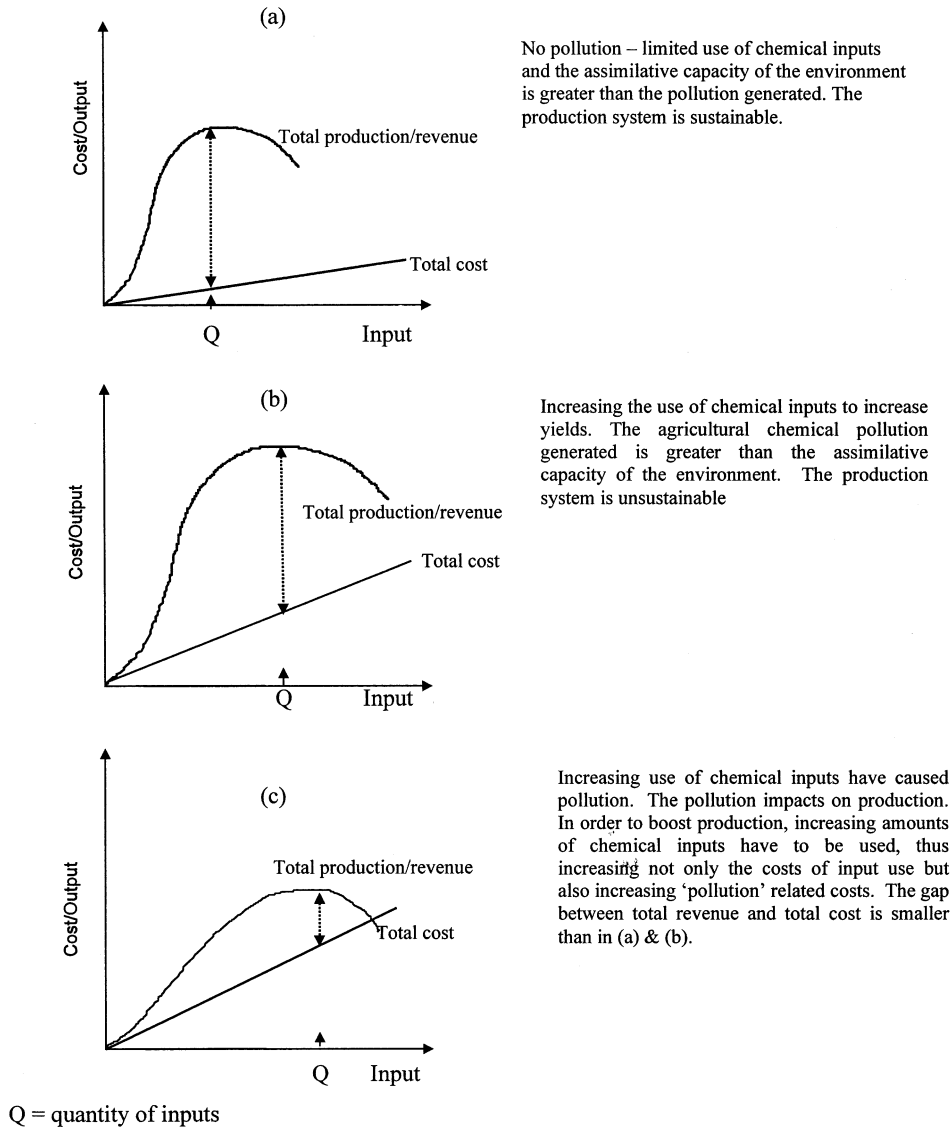 (a)
No pollution – limited use of chemical inputs
and the assimilative capacity of the environment
is greater than the pollution generated. The
production system is sustainable.
Cost/Output
Total production/revenue
Total cost
Q
Input
(b)
Increasing the use of chemical inputs to increase
yields. The agricultural chemical pollution
generated is greater than the assimilative
capacity of the environment. The production
system is unsustainable
Cost/Output
Total production/revenue
Total cost
Q
Input
(c)
Increasing use of chemical inputs have caused
pollution. The pollution impacts on production.
In order to boost production, increasing amounts
of chemical inputs have to be used, thus
increasing not only the costs of input use but
also increasing ‘pollution’ related costs. The gap
between total revenue and total cost is smaller
than in (a) & (b).
Cost/Output
Total production/revenue
Total cost
Q
Input
Q = quantity of inputs